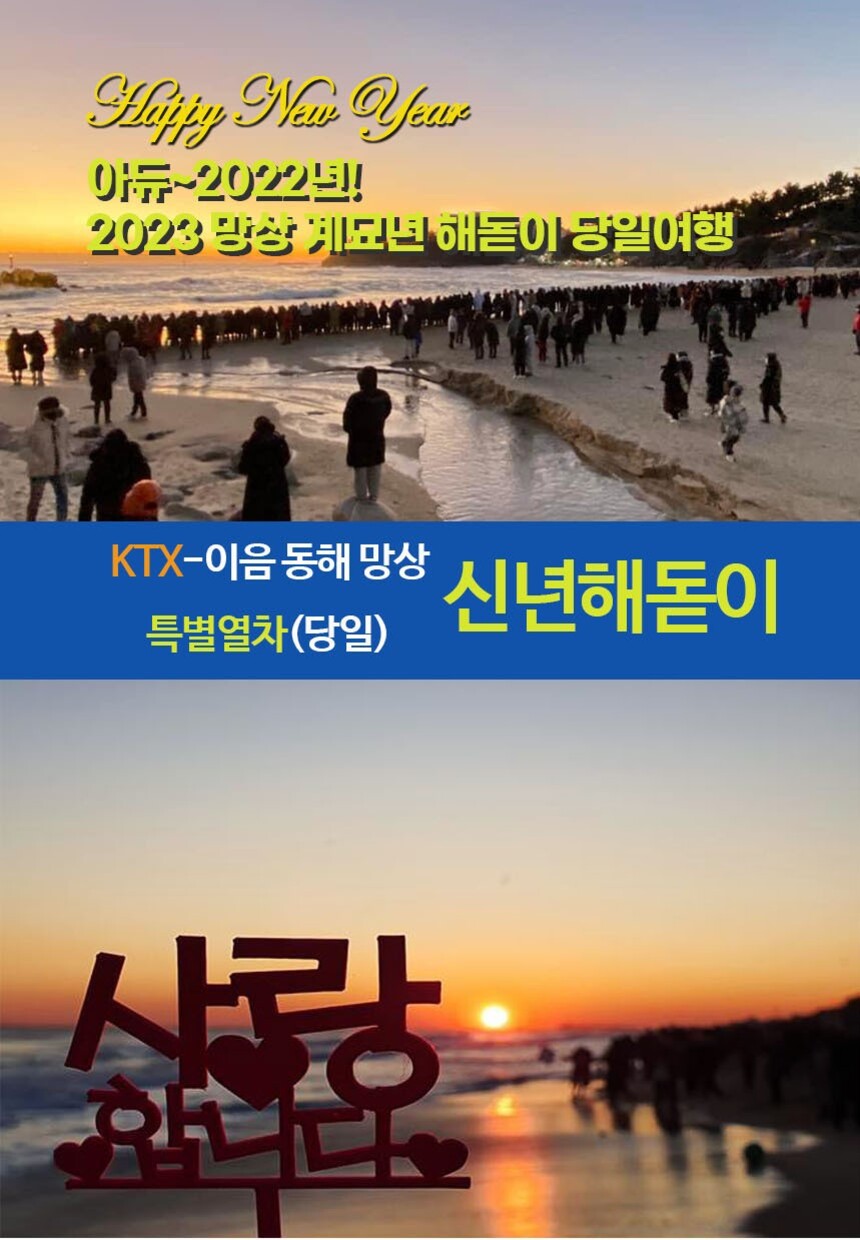 Happy New Year
아듀~2022년!
2023 망상 계묘년 해돋이 당일여행
KTX-이음 동해 망상
특별열차(당일)
신년해돋이
사랑
합니다